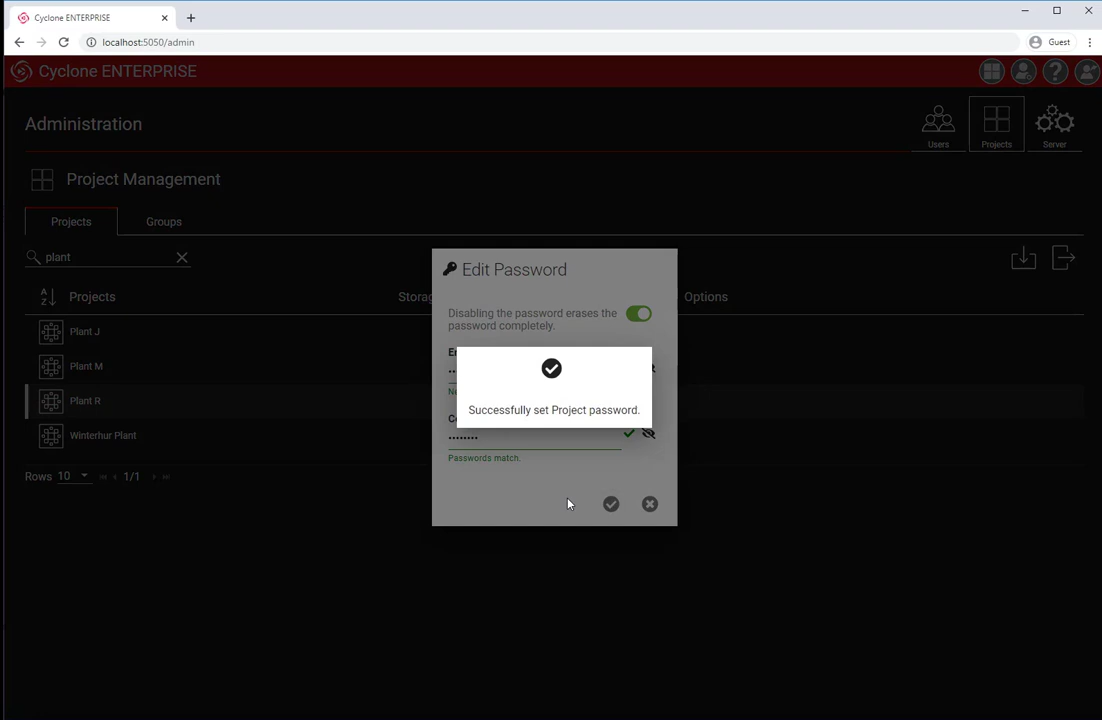 Cyclone ENTERPRISE
localhost:5050/admin
Guest
Cyclone ENTERPRISE
Administration
Users
Projects
Server
Project Management
Projects
Groups
plant
Projects
Options
Plant J
Plant M
Plant R
Winterhur Plant
Rows 10
1/1
Edit Password
Disabling the password erases the
password completely.
Successfully set Project password.
Passwords match.